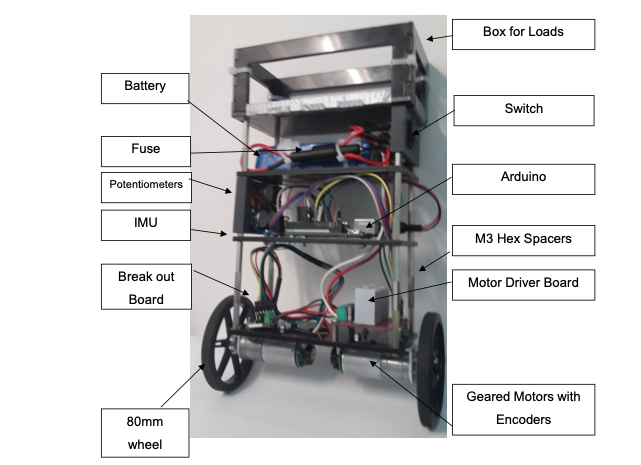 Box for Loads
Battery
Switch
Fuse
Potentiometers
Arduino
IMU
M3 Hex Spacers
Break out
Board
Motor Driver Board
Geared Motors with
Encoders
80mm
wheel